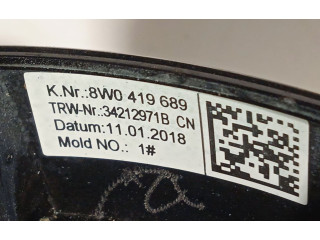 K.Nr.:8W0 419 689
TRW-Nr.:34212971B CN
Datum:11.01.2018
Mold NO.: 1#